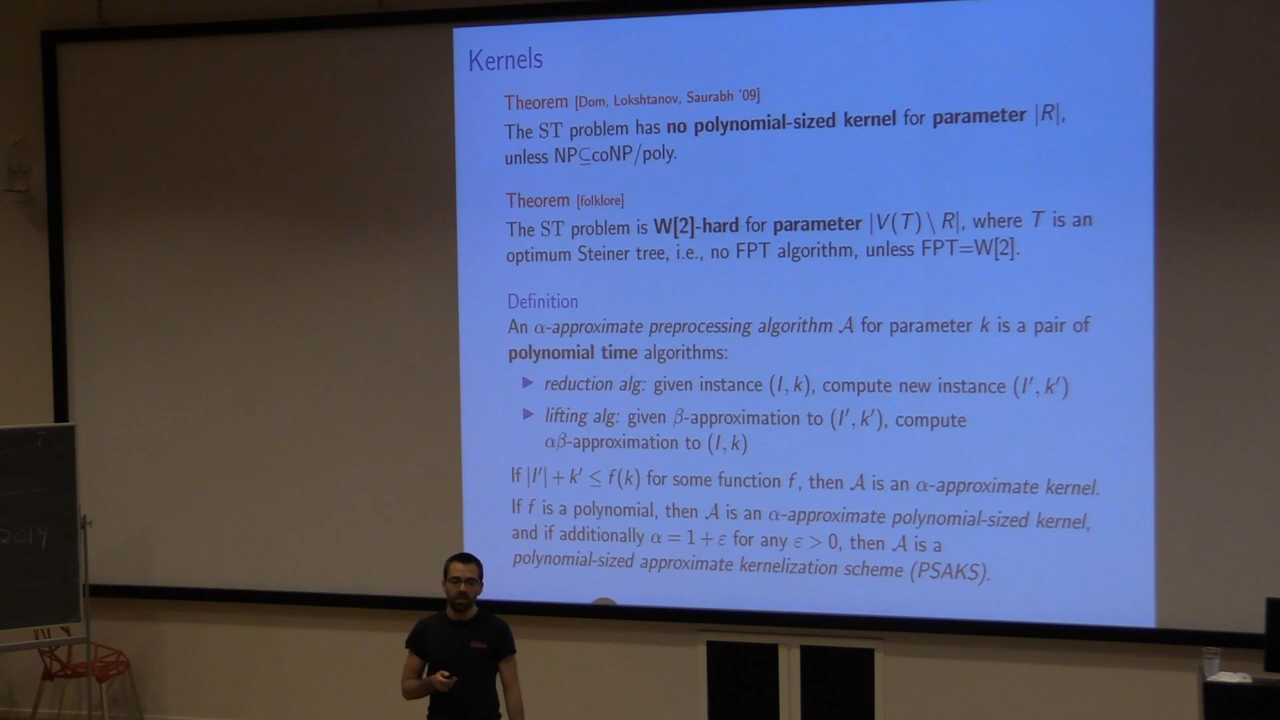 Kernels
Theorem [Dom, Lokshtanov, Saurabh '09]
The ST problem has no polynomial-sized kernel for parameter |R|,
unless NP⊆coNP/poly.
Theorem [folklore]
The ST problem is W[2]-hard for parameter |V(T) \ R|, where T is an
optimum Steiner tree, i.e., no FPT algorithm, unless FPT=W[2].
Definition
An α-approximate preprocessing algorithm 𝒜 for parameter k is a pair of
polynomial time algorithms:
▶ reduction alg: given instance (I, k), compute new instance (I′, k′)
▶ lifting alg: given β-approximation to (I′, k′), compute
αβ-approximation to (I, k)
If |I′| + k′ ≤ f(k) for some function f, then 𝒜 is an α-approximate kernel.
If f is a polynomial, then 𝒜 is an α-approximate polynomial-sized kernel,
and if additionally α = 1 + ε for any ε > 0, then 𝒜 is a
polynomial-sized approximate kernelization scheme (PSAKS).
2014